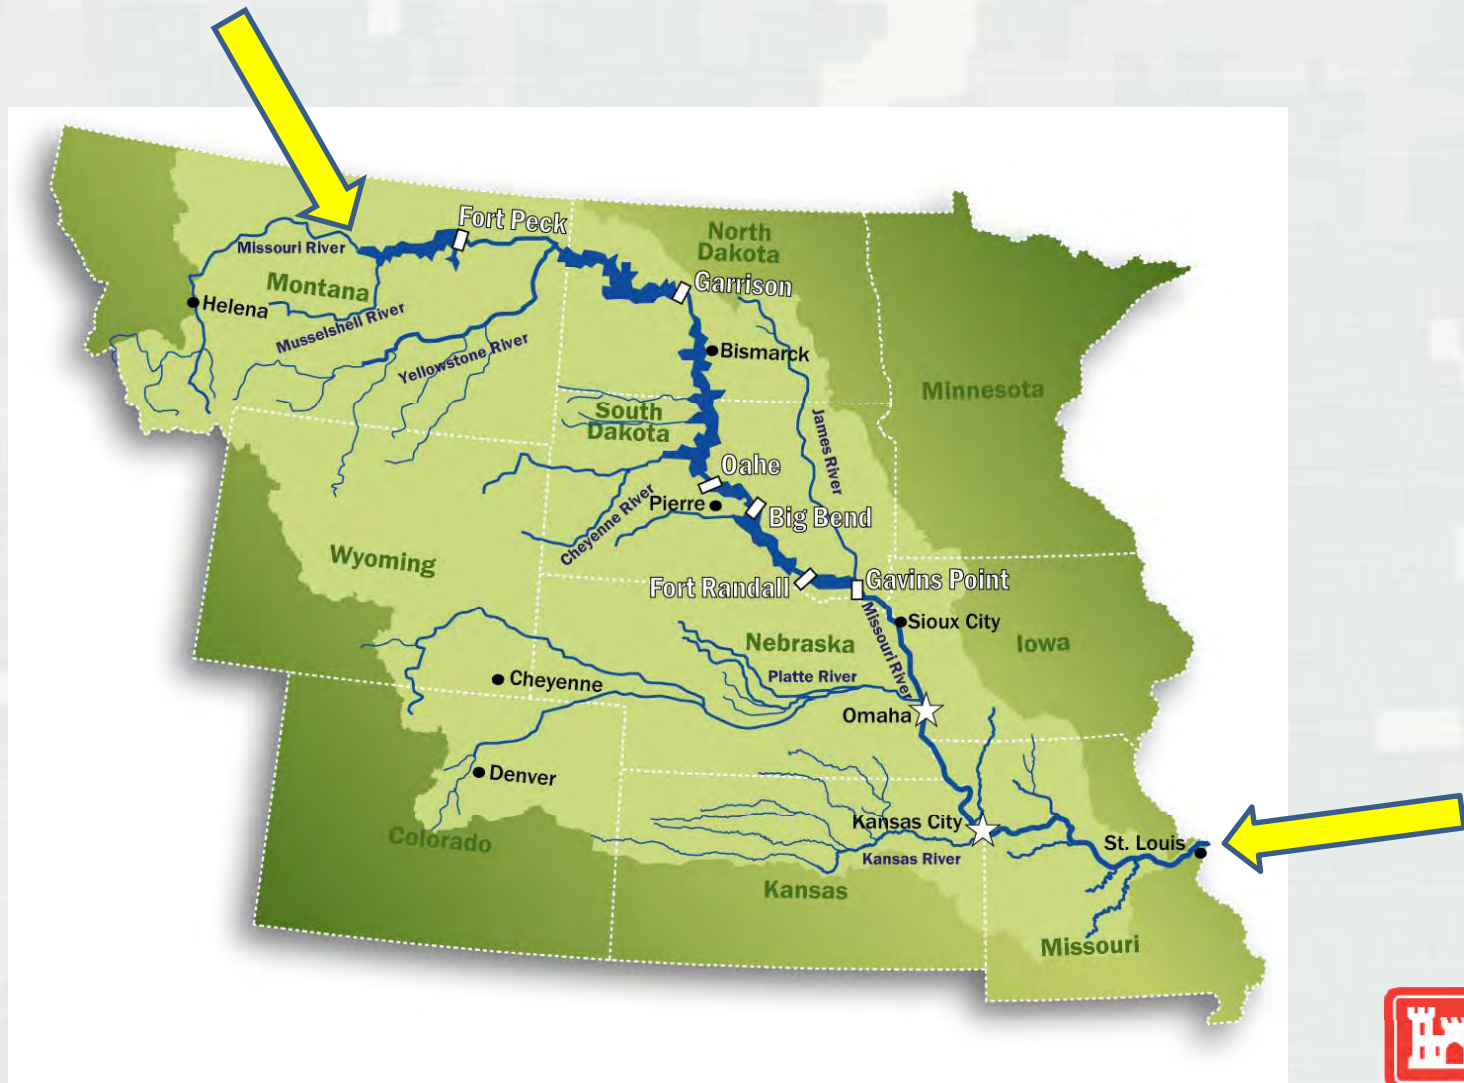 Fort Peck
Missouri River
Montana
Helena
Musselshell River
Yellowstone River
North
Dakota
Garrison
Bismarck
Minnesota
South
Dakota
James River
Oahe
Pierre
Big Bend
Cheyenne River
Wyoming
Fort Randall
Gavins Point
Missouri River
Sioux City
Nebraska
Iowa
Platte River
Cheyenne
Omaha
Denver
Colorado
Kansas City
St. Louis
Kansas River
Kansas
Missouri